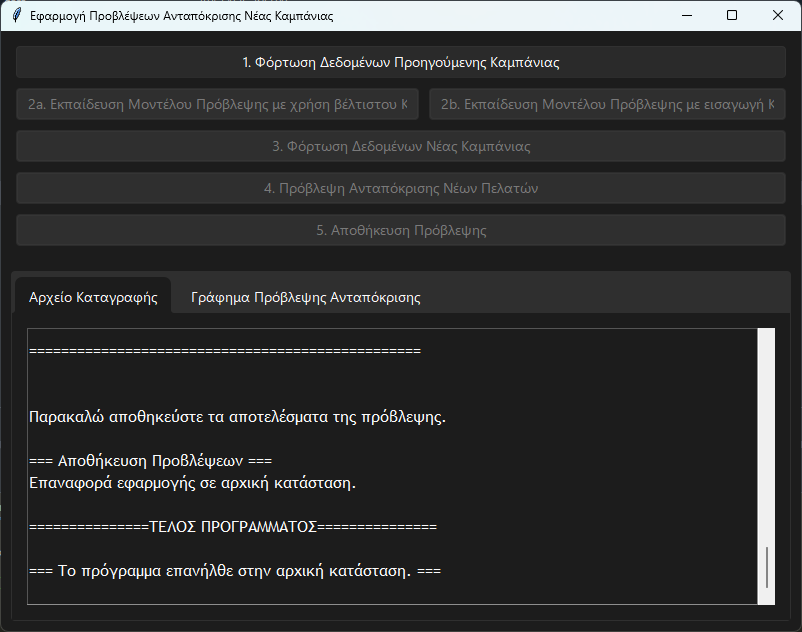 Εφαρμογή Προβλέψεων Ανταπόκρισης Νέας Καμπάνιας
1. Φόρτωση Δεδομένων Προηγούμενης Καμπάνιας
2a. Εκπαίδευση Μοντέλου Πρόβλεψης με χρήση βέλτιστου Κ
2b. Εκπαίδευση Μοντέλου Πρόβλεψης με εισαγωγή Κ
3. Φόρτωση Δεδομένων Νέας Καμπάνιας
4. Πρόβλεψη Ανταπόκρισης Νέων Πελατών
5. Αποθήκευση Πρόβλεψης
Αρχείο Καταγραφής
Γράφημα Πρόβλεψης Ανταπόκρισης
=================================================
Παρακαλώ αποθηκεύστε τα αποτελέσματα της πρόβλεψης.
=== Αποθήκευση Προβλέψεων ===
Επαναφορά εφαρμογής σε αρχική κατάσταση.
===============ΤΕΛΟΣ ΠΡΟΓΡΑΜΜΑΤΟΣ===============
=== Το πρόγραμμα επανήλθε στην αρχική κατάσταση. ===